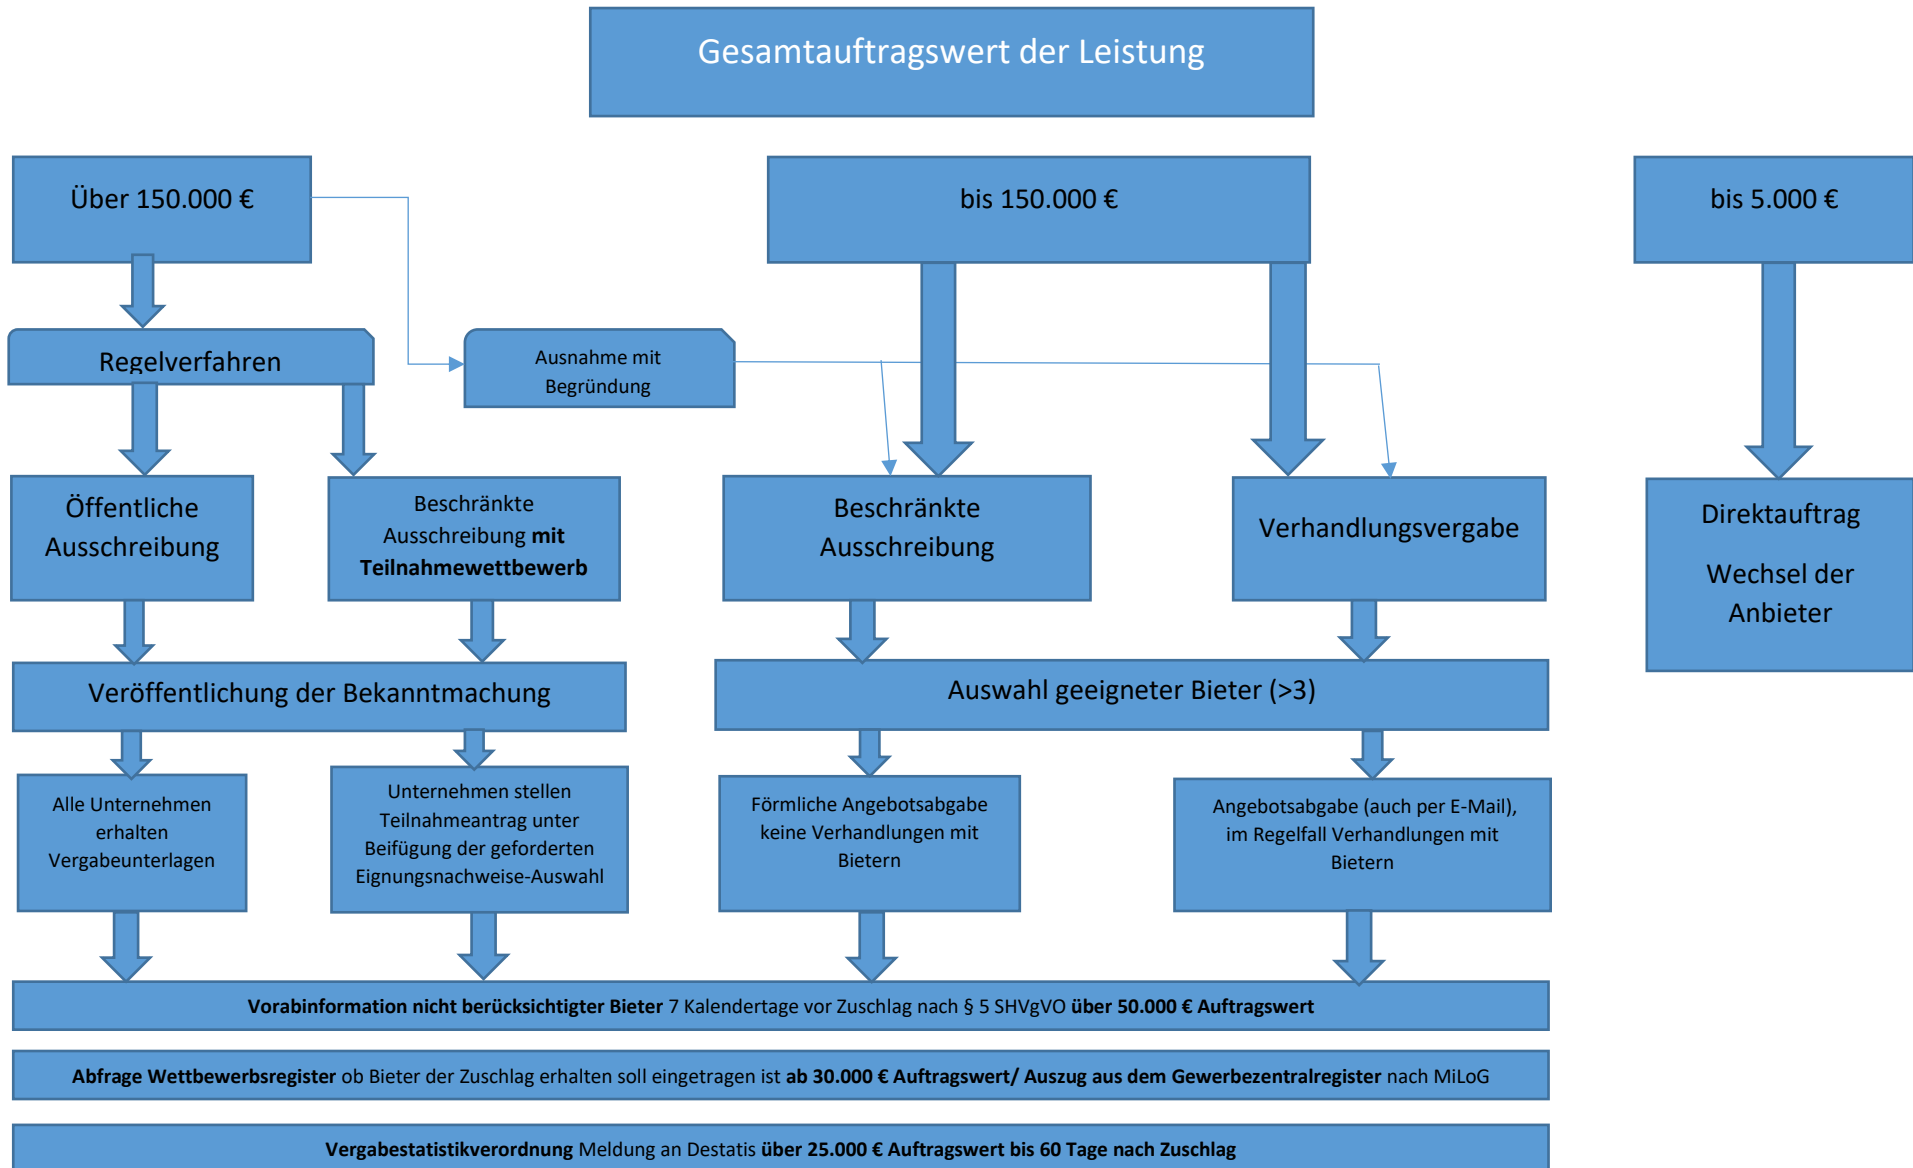 Gesamtauftragswert der Leistung
Über 150.000 €
bis 150.000 €
bis 5.000 €
Regelverfahren
Ausnahme mit
Begründung
Öffentliche
Ausschreibung
Beschränkte
Ausschreibung mit
Teilnahmewettbewerb
Beschränkte
Ausschreibung
Verhandlungsvergabe
Direktauftrag
Wechsel der
Anbieter
Veröffentlichung der Bekanntmachung
Auswahl geeigneter Bieter (>3)
Alle Unternehmen
erhalten
Vergabeunterlagen
Unternehmen stellen
Teilnahmeantrag unter
Beifügung der geforderten
Eignungsnachweise-Auswahl
Förmliche Angebotsabgabe
keine Verhandlungen mit
Bietern
Angebotsabgabe (auch per E-Mail),
im Regelfall Verhandlungen mit
Bietern
Vorabinformation nicht berücksichtigter Bieter 7 Kalendertage vor Zuschlag nach § 5 SHVgVO über 50.000 € Auftragswert
Abfrage Wettbewerbsregister ob Bieter der Zuschlag erhalten soll eingetragen ist ab 30.000 € Auftragswert/ Auszug aus dem Gewerbezentralregister nach MiLoG
Vergabestatistikverordnung Meldung an Destatis über 25.000 € Auftragswert bis 60 Tage nach Zuschlag